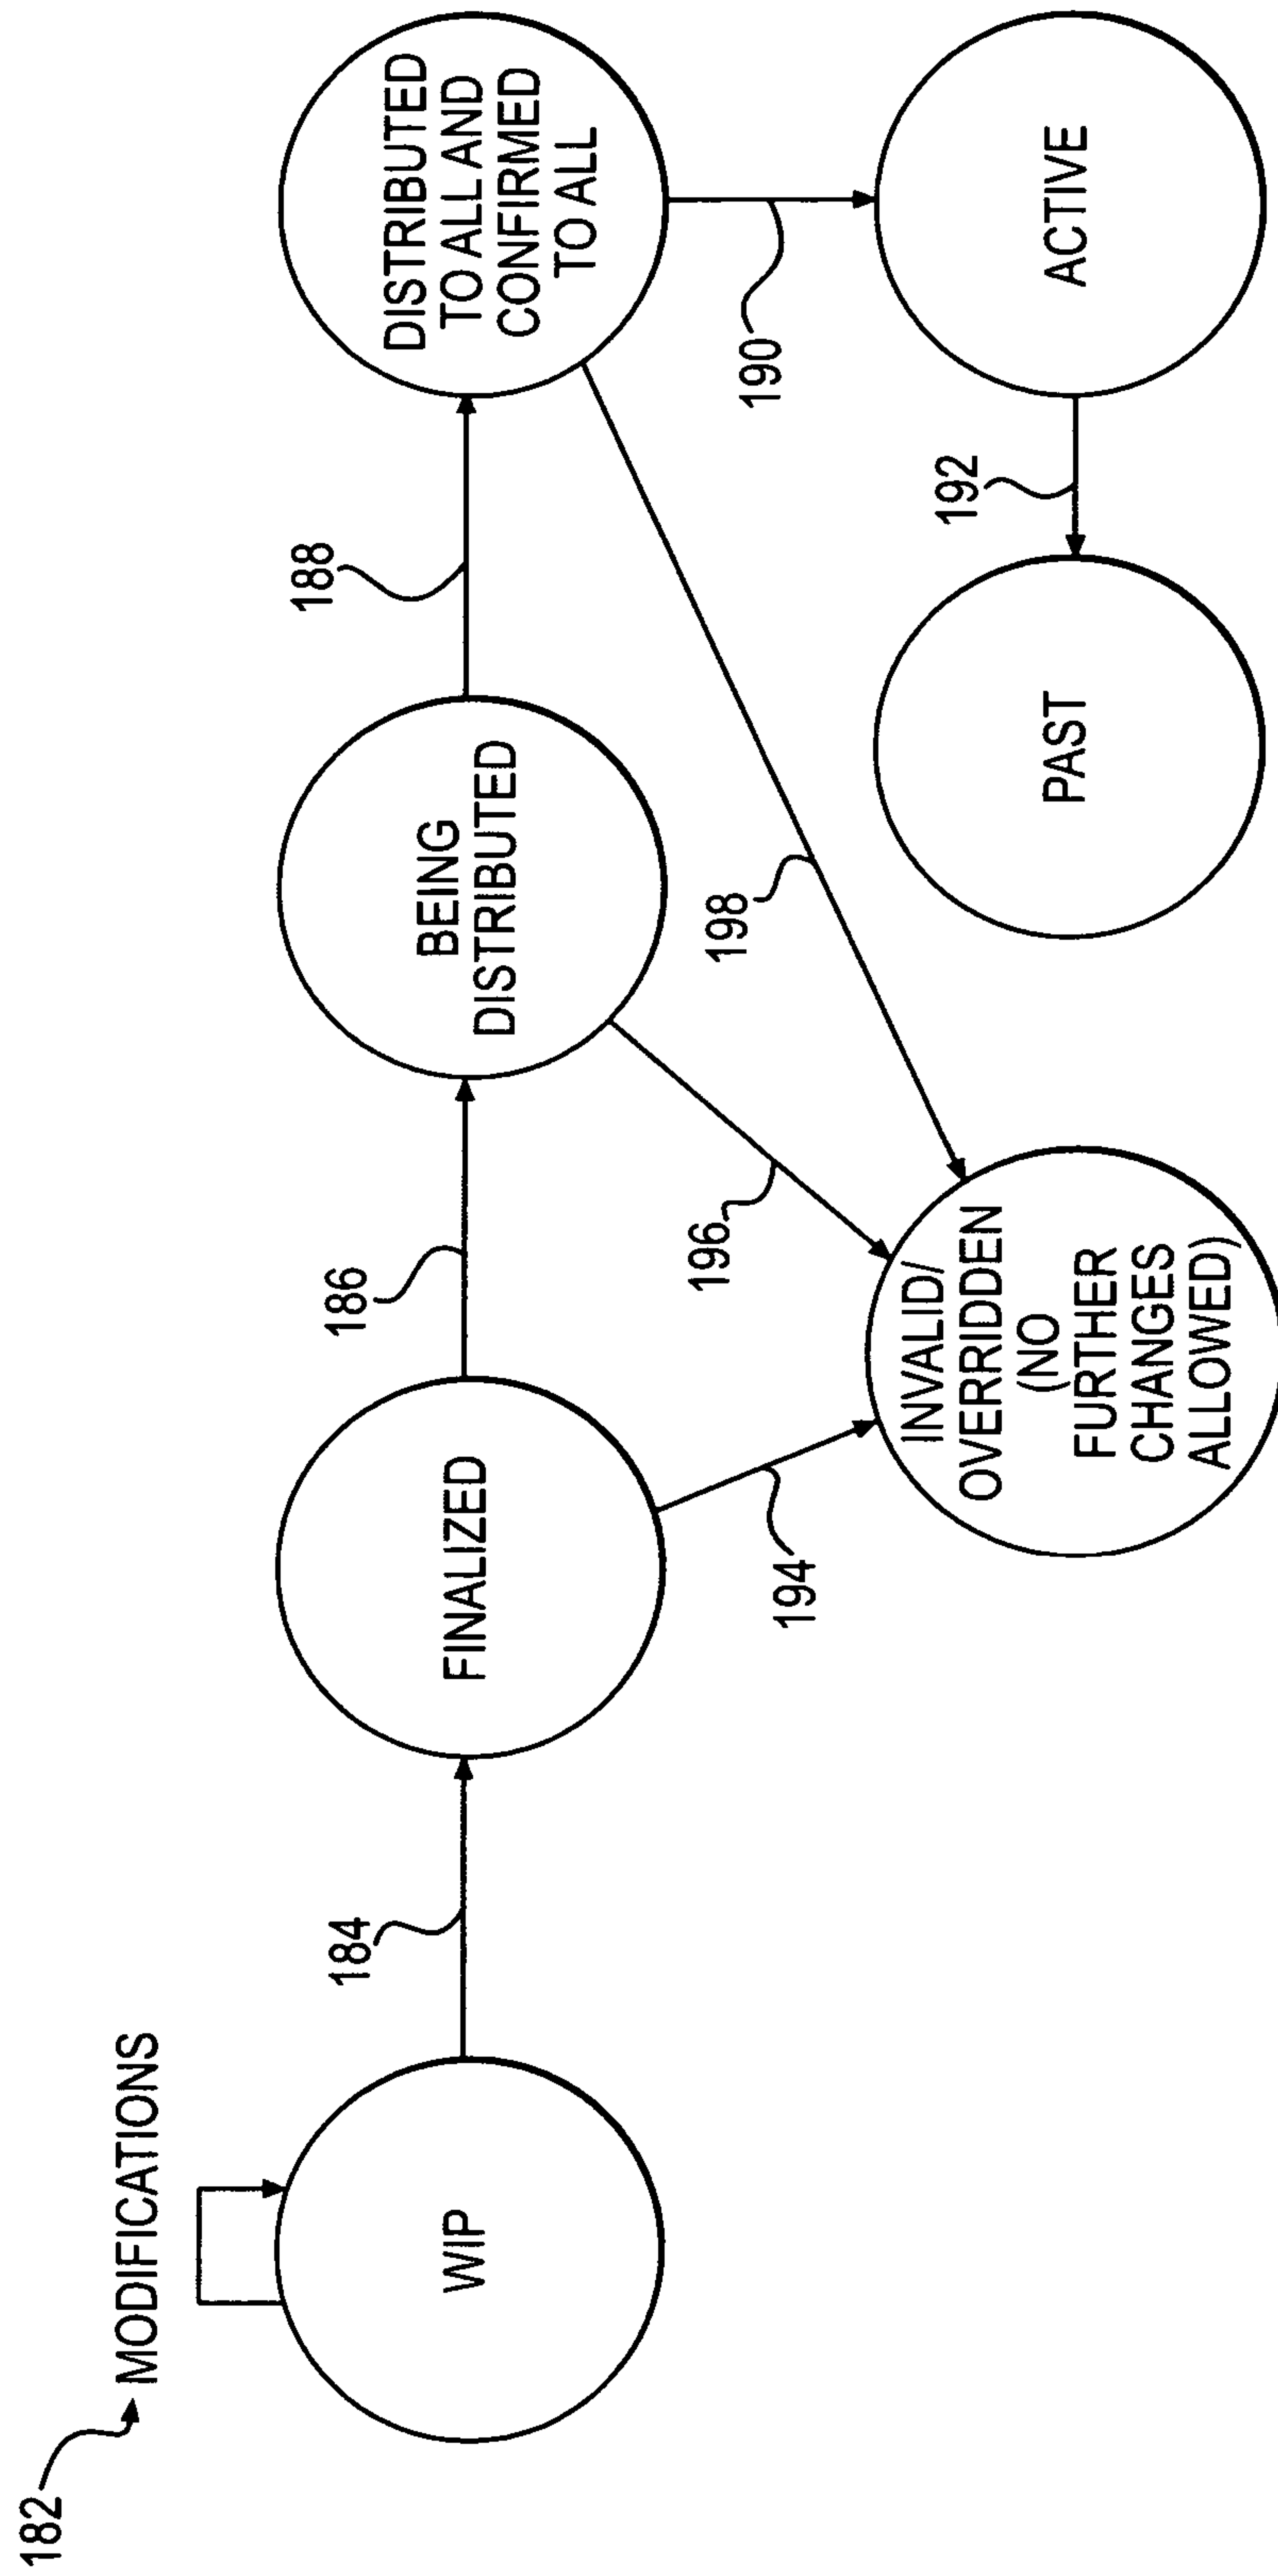 182
MODIFICATIONS
WIP
184
FINALIZED
186
BEING
DISTRIBUTED
188
DISTRIBUTED
TO ALL AND
CONFIRMED
TO ALL
194
196
198
190
INVALID/
OVERRIDDEN
(NO
FURTHER
CHANGES
ALLOWED)
PAST
192
ACTIVE